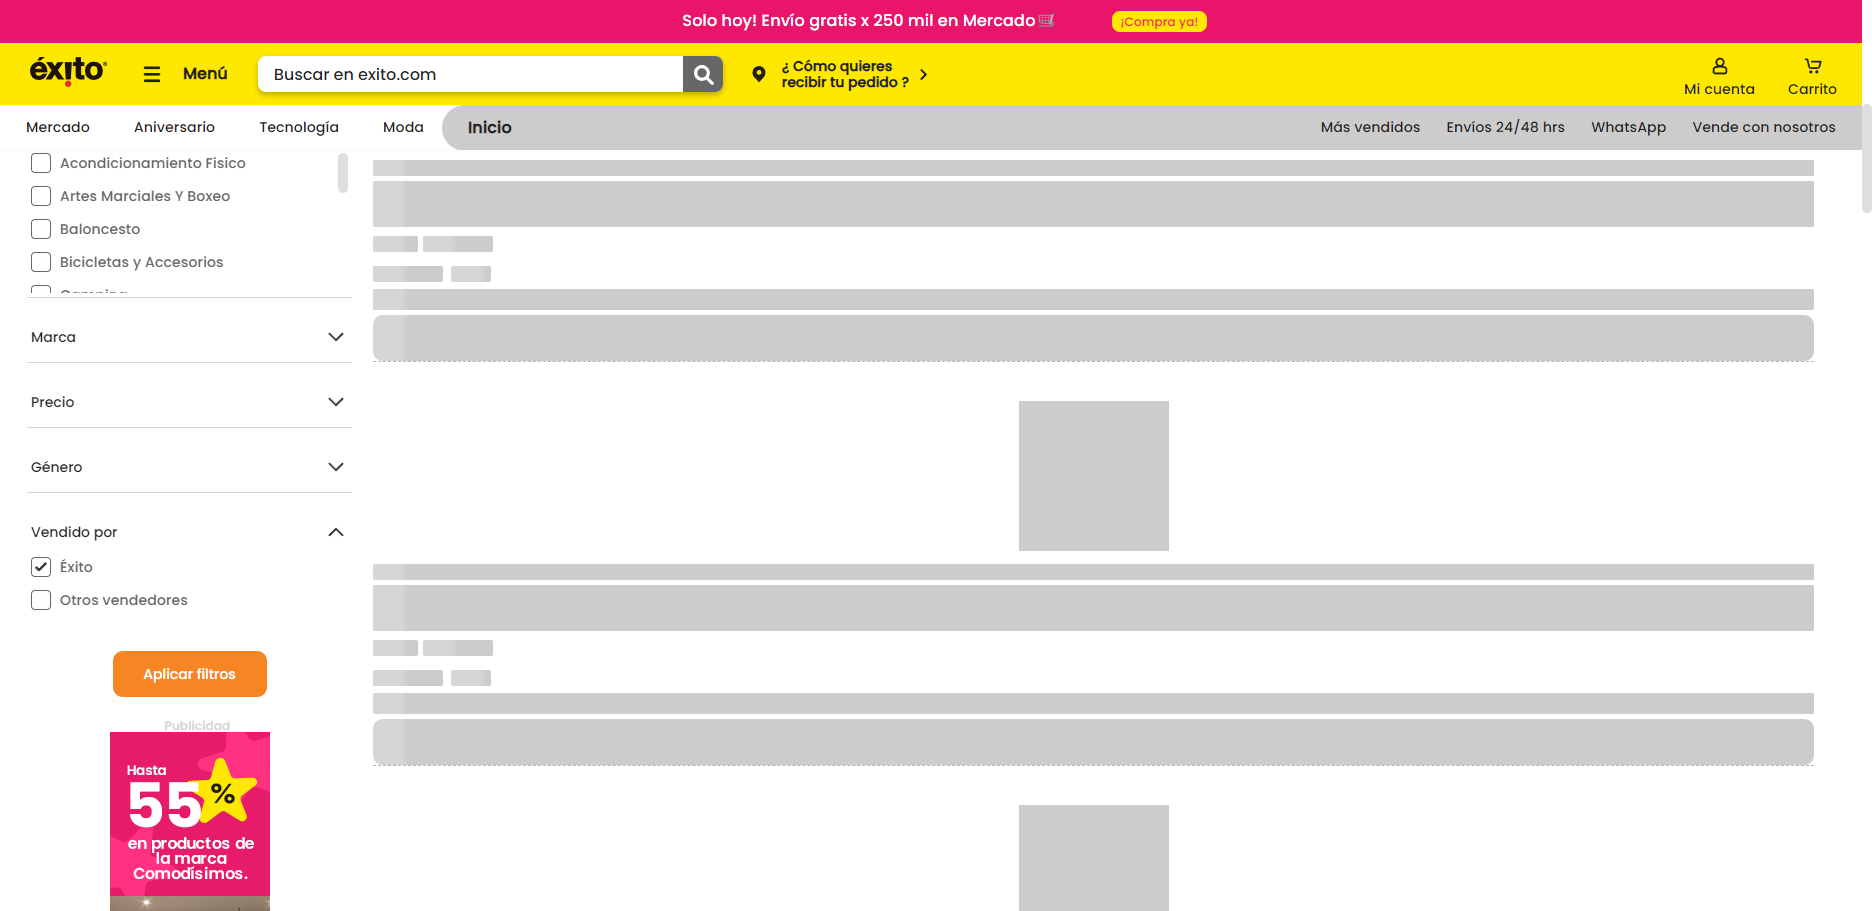 Solo hoy! Envío gratis x 250 mil en Mercado
¡Compra ya!
éxito
Menú
Buscar en exito.com
¿ Cómo quieres
recibir tu pedido ?
Mi cuenta
Carrito
Mercado
Aniversario
Tecnología
Moda
Inicio
Más vendidos
Envíos 24/48 hrs
WhatsApp
Vende con nosotros
Acondicionamiento Fisico
Artes Marciales Y Boxeo
Baloncesto
Bicicletas y Accesorios
Marca
Precio
Género
Vendido por
Éxito
Otros vendedores
Aplicar filtros
Publicidad
Hasta
55%
en productos de
la marca
Comodísimos.